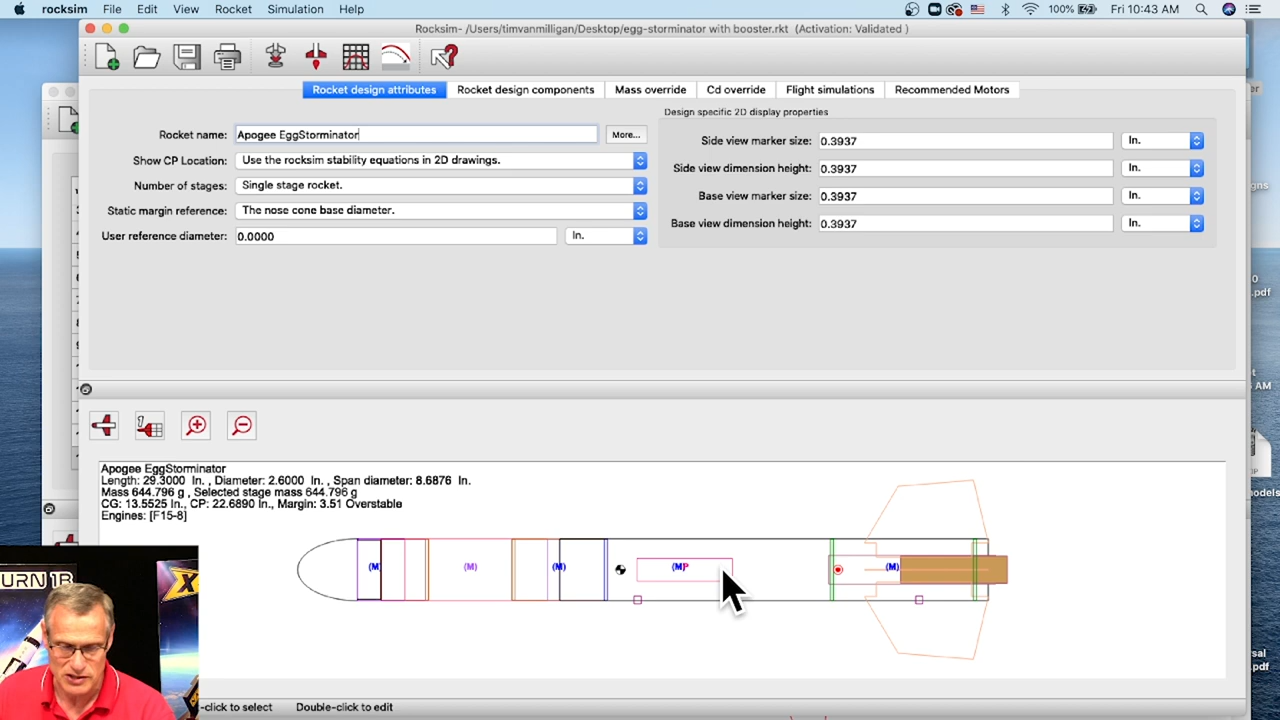 rocksim File Edit View Rocket Simulation Help 100% Fri 10:43 AM
Rocksim- /Users/timvanmilligan/Desktop/egg-storminator with booster.rkt (Activation: Validated )
Rocket design attributes Rocket design components Mass override Cd override Flight simulations Recommended Motors
Design specific 2D display properties
Rocket name: Apogee EggStorminator More...
Show CP Location: Use the rocksim stability equations in 2D drawings.
Number of stages: Single stage rocket.
Static margin reference: The nose cone base diameter.
User reference diameter: 0.0000 In.
Side view marker size: 0.3937 In.
Side view dimension height: 0.3937 In.
Base view marker size: 0.3937 In.
Base view dimension height: 0.3937 In.
Apogee EggStorminator
Length: 29.3000 In. , Diameter: 2.6000 In. , Span diameter: 8.6876 In.
Mass 644.796 g , Selected stage mass 644.796 g
CG: 13.5525 In., CP: 22.6890 In., Margin: 3.51 Overstable
Engines: [F15-8]
(M) (M) (M) (MP (M)
-click to select Double-click to edit
URN 1B
X
.pdf
AM
models
.pdf